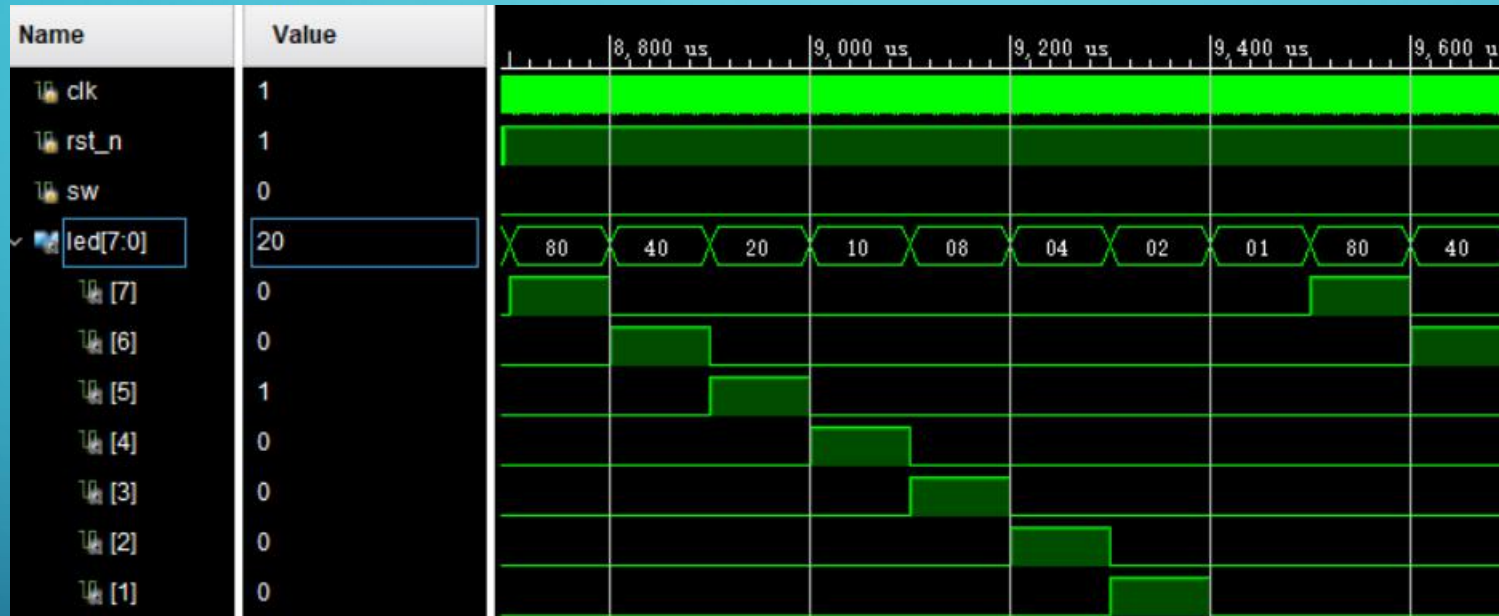 Name Value 8,800 us 9,000 us 9,200 us 9,400 us 9,600 u
clk 1
rst_n 1
sw 0
led[7:0] 20 80 40 20 10 08 04 02 01 80 40
[7] 0
[6] 0
[5] 1
[4] 0
[3] 0
[2] 0
[1] 0